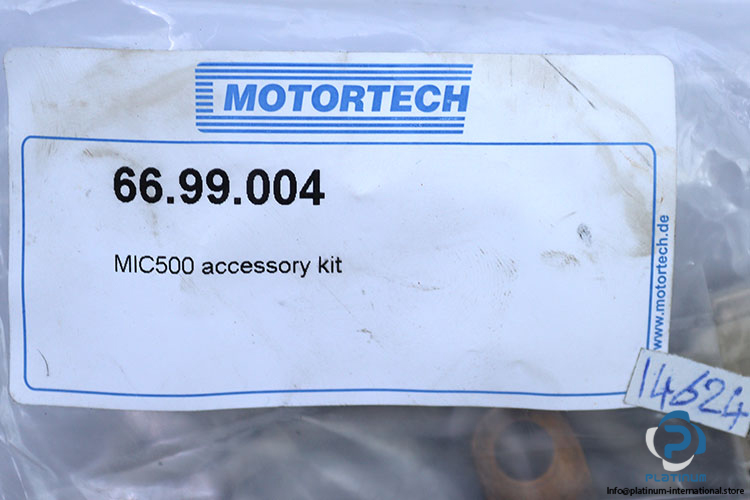 MOTORTECH
66.99.004
MIC500 accessory kit
www.motortech.de
14624
PLATINUM
Info@platinum-international.store